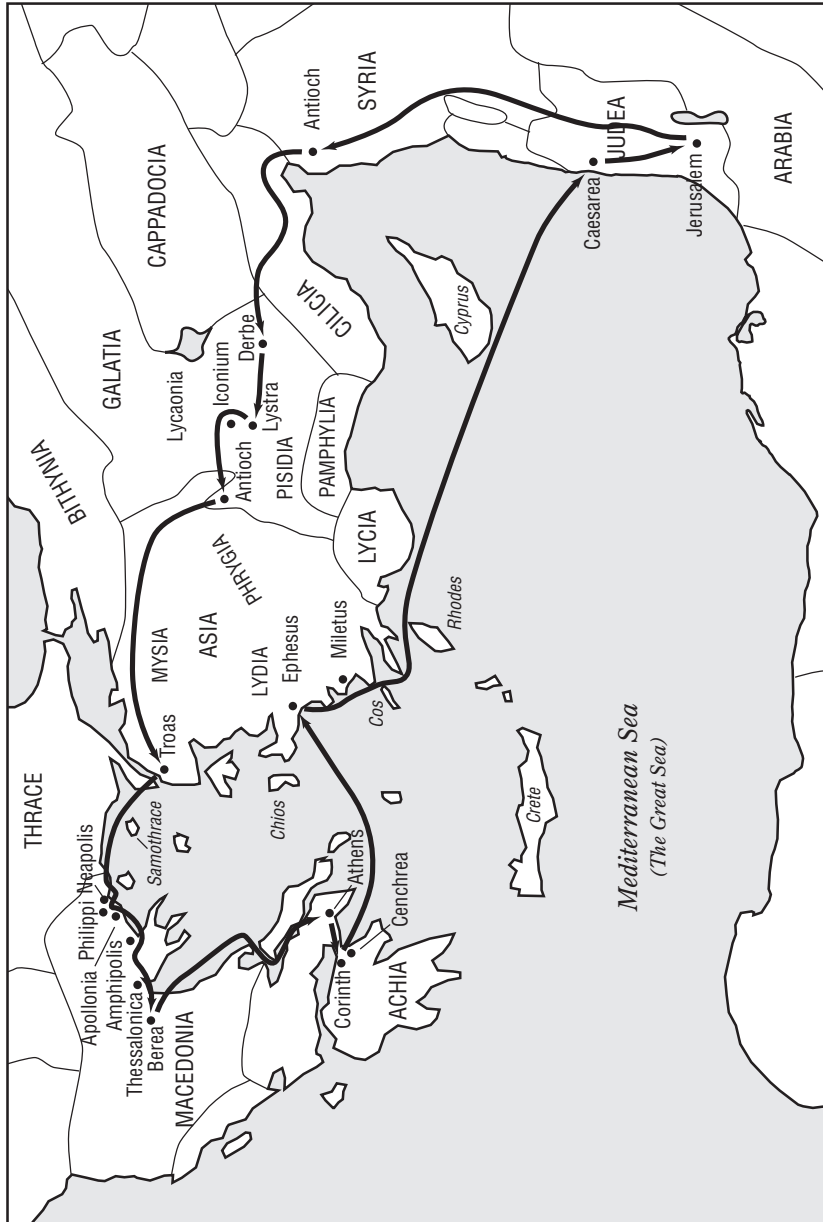 THRACE
Apollonia
Philippi
Neapolis
Amphipolis
Thessalonica
Berea
MACEDONIA
Samothrace
Troas
MYSIA
ASIA
PHRYGIA
LYDIA
Ephesus
Miletus
Chios
Cos
Athens
Corinth
Cenchrea
ACHIA
BITHYNIA
GALATIA
CAPPADOCIA
Lycaonia
Iconium
Derbe
Lystra
Antioch
PISIDIA
PAMPHYLIA
LYCIA
CILICIA
Antioch
SYRIA
Rhodes
Cyprus
Crete
Caesarea
JUDEA
Jerusalem
ARABIA
Mediterranean Sea
(The Great Sea)